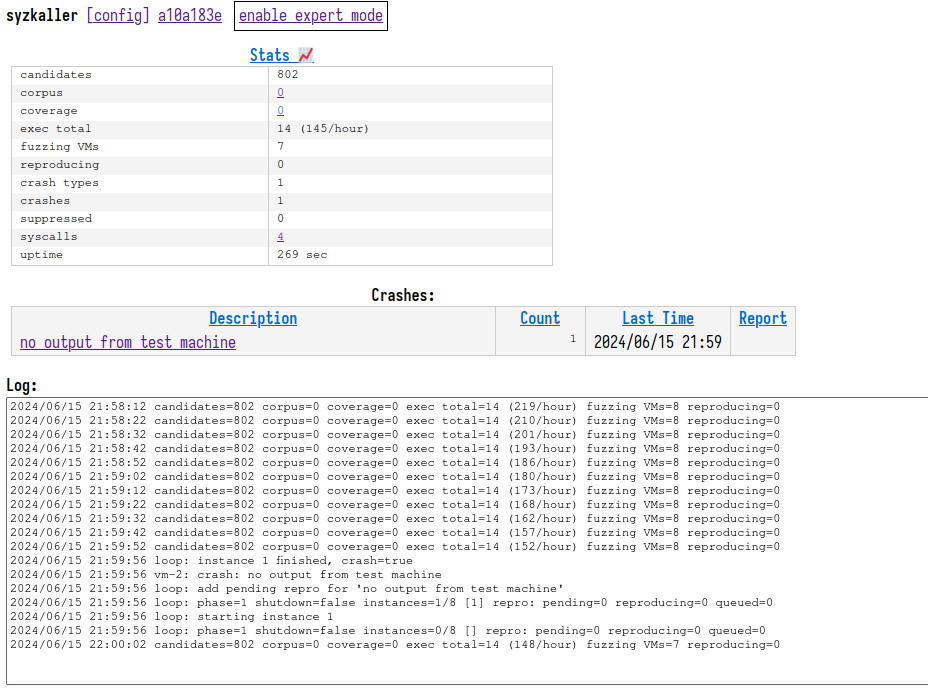 syzkaller [config] a10a183e enable expert mode
Stats 📈
candidates 802
corpus 0
coverage 0
exec total 14 (145/hour)
fuzzing VMs 7
reproducing 0
crash types 1
crashes 1
suppressed 0
syscalls 4
uptime 269 sec
Crashes:
Description Count Last Time Report
no output from test machine 1 2024/06/15 21:59
Log:
2024/06/15 21:58:12 candidates=802 corpus=0 coverage=0 exec total=14 (219/hour) fuzzing VMs=8 reproducing=0
2024/06/15 21:58:22 candidates=802 corpus=0 coverage=0 exec total=14 (210/hour) fuzzing VMs=8 reproducing=0
2024/06/15 21:58:32 candidates=802 corpus=0 coverage=0 exec total=14 (201/hour) fuzzing VMs=8 reproducing=0
2024/06/15 21:58:42 candidates=802 corpus=0 coverage=0 exec total=14 (193/hour) fuzzing VMs=8 reproducing=0
2024/06/15 21:58:52 candidates=802 corpus=0 coverage=0 exec total=14 (186/hour) fuzzing VMs=8 reproducing=0
2024/06/15 21:59:02 candidates=802 corpus=0 coverage=0 exec total=14 (180/hour) fuzzing VMs=8 reproducing=0
2024/06/15 21:59:12 candidates=802 corpus=0 coverage=0 exec total=14 (173/hour) fuzzing VMs=8 reproducing=0
2024/06/15 21:59:22 candidates=802 corpus=0 coverage=0 exec total=14 (168/hour) fuzzing VMs=8 reproducing=0
2024/06/15 21:59:32 candidates=802 corpus=0 coverage=0 exec total=14 (162/hour) fuzzing VMs=8 reproducing=0
2024/06/15 21:59:42 candidates=802 corpus=0 coverage=0 exec total=14 (157/hour) fuzzing VMs=8 reproducing=0
2024/06/15 21:59:52 candidates=802 corpus=0 coverage=0 exec total=14 (152/hour) fuzzing VMs=8 reproducing=0
2024/06/15 21:59:56 loop: instance 1 finished, crash=true
2024/06/15 21:59:56 vm-2: crash: no output from test machine
2024/06/15 21:59:56 loop: add pending repro for 'no output from test machine'
2024/06/15 21:59:56 loop: phase=1 shutdown=false instances=1/8 [1] repro: pending=0 reproducing=0 queued=0
2024/06/15 21:59:56 loop: starting instance 1
2024/06/15 21:59:56 loop: phase=1 shutdown=false instances=0/8 [] repro: pending=0 reproducing=0 queued=0
2024/06/15 22:00:02 candidates=802 corpus=0 coverage=0 exec total=14 (148/hour) fuzzing VMs=7 reproducing=0